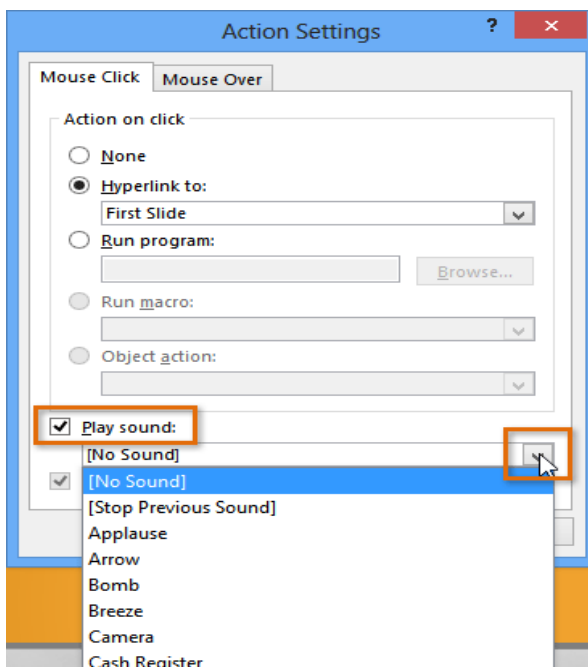 Action Settings
?
Mouse Click Mouse Over
Action on click
None
Hyperlink to:
First Slide
Run program:
Browse...
Run macro:
Object action:
Play sound:
[No Sound]
[No Sound]
[Stop Previous Sound]
Applause
Arrow
Bomb
Breeze
Camera
Cash Register